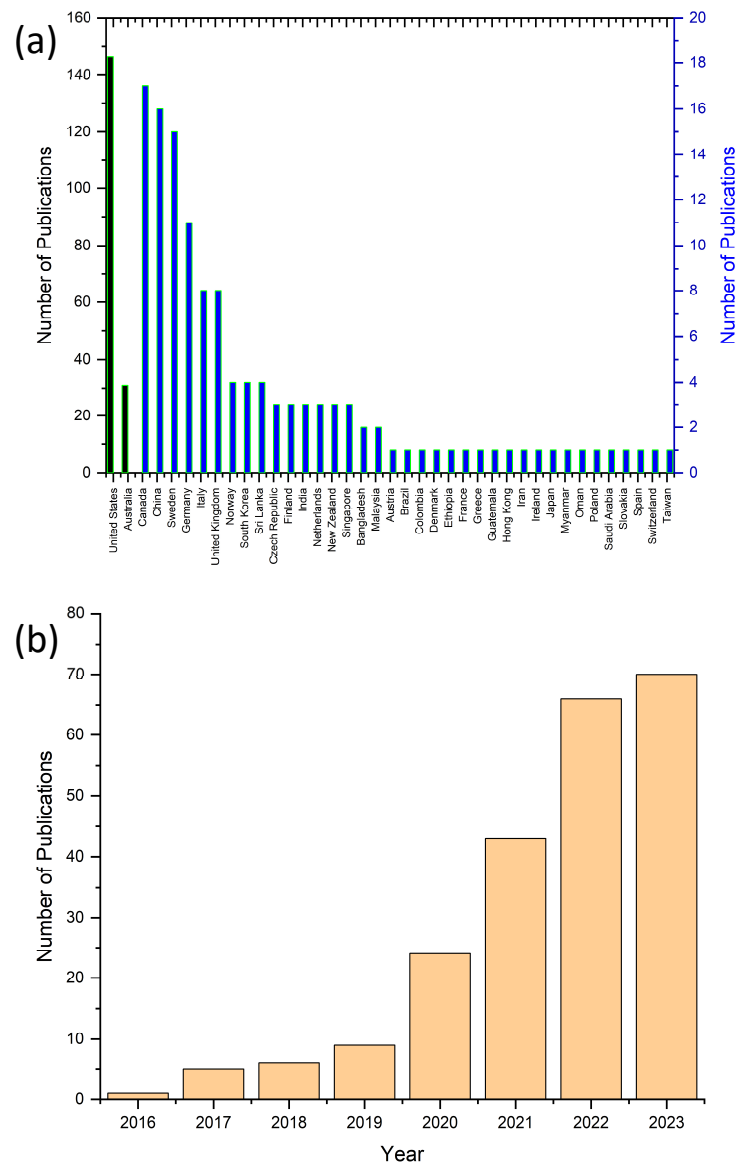 (a)
160
140
120
100
80
60
40
20
0
Number of Publications
20
18
16
14
12
10
8
6
4
2
0
Number of Publications
United States
Australia
Canada
China
Sweden
Germany
Italy
United Kingdom
Norway
South Korea
Sri Lanka
Czech Republic
Finland
India
Netherlands
New Zealand
Singapore
Bangladesh
Malaysia
Austria
Brazil
Colombia
Denmark
Ethiopia
France
Greece
Guatemala
Hong Kong
Iran
Ireland
Japan
Myanmar
Oman
Poland
Saudi Arabia
Slovakia
Spain
Switzerland
Taiwan
(b)
80
70
60
50
40
30
20
10
0
Number of Publications
2016 2017 2018 2019 2020 2021 2022 2023
Year